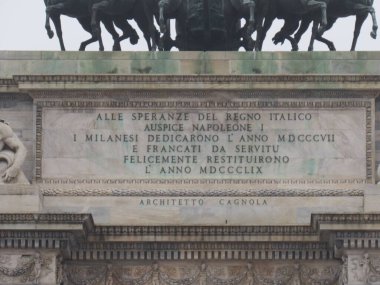 ALLE SPERANZE DEL REGNO ITALICO
AUSPICE NAPOLEONE I
I MILANESI DEDICARONO L'ANNO MDCCCVII
E FRANCATI DA SERVITU
FELICEMENTE RESTITUIRONO
L'ANNO MDCCCLIX
ARCHITETTO CAGNOLA